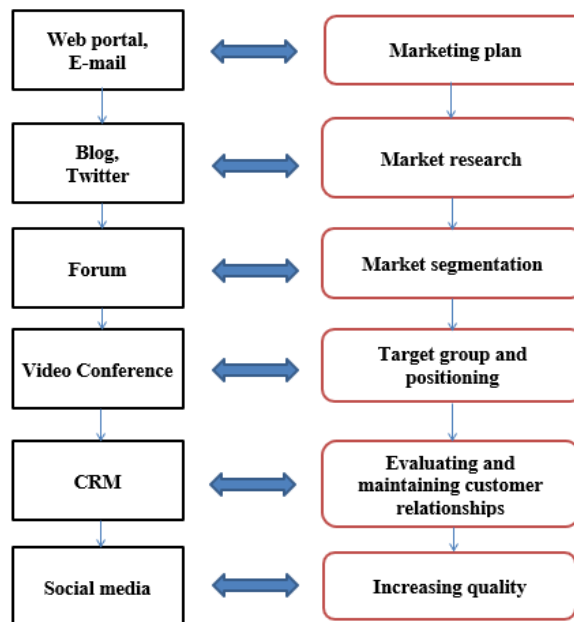 Web portal,
E-mail
Marketing plan
Blog,
Twitter
Market research
Forum
Market segmentation
Video Conference
Target group and
positioning
CRM
Evaluating and
maintaining customer
relationships
Social media
Increasing quality